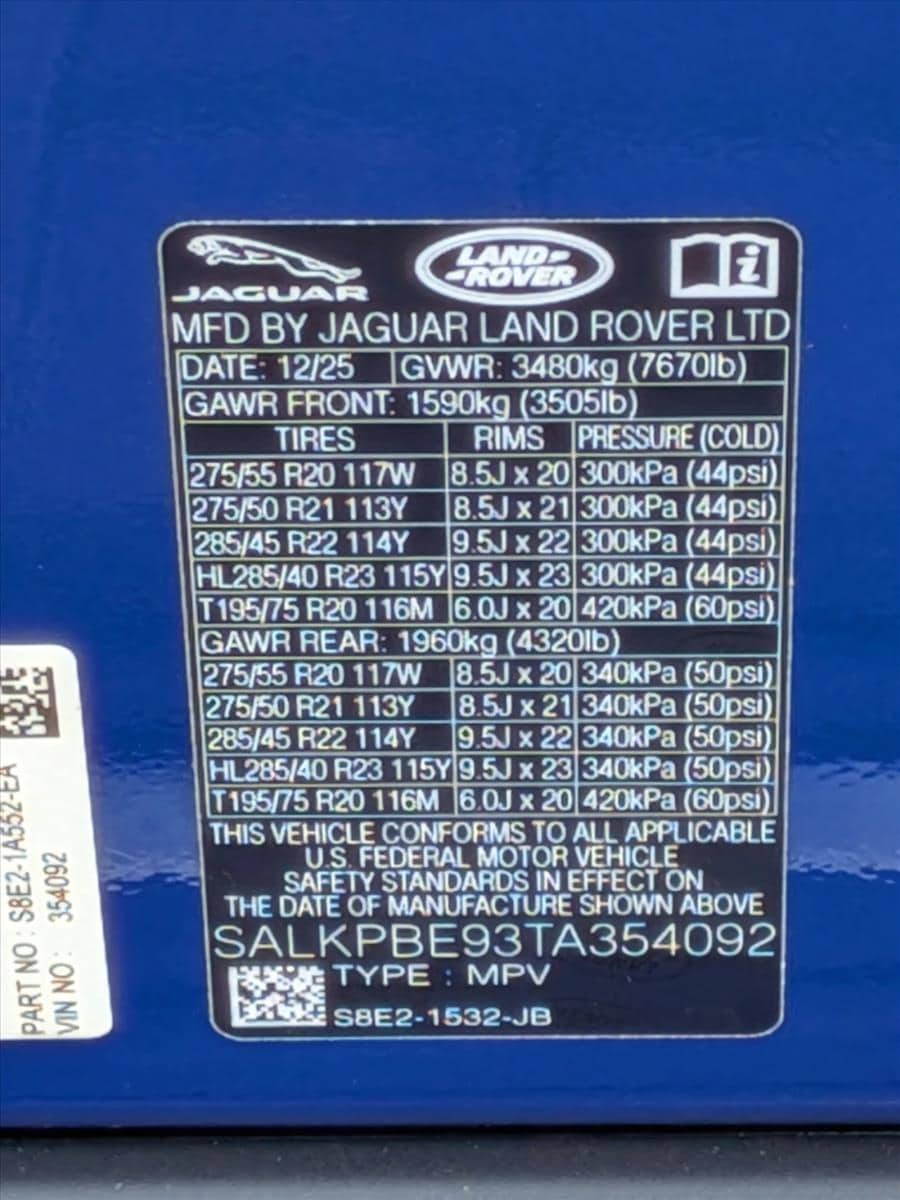 JAGUAR
LAND-
-ROVER
i
MFD BY JAGUAR LAND ROVER LTD
DATE: 12/25 GVWR: 3480kg (7670lb)
GAWR FRONT: 1590kg (3505lb)
TIRES RIMS PRESSURE (COLD)
275/55 R20 117W 8.5J x 20 300kPa (44psi)
275/50 R21 113Y 8.5J x 21 300kPa (44psi)
285/45 R22 114Y 9.5J x 22 300kPa (44psi)
HL285/40 R23 115Y 9.5J x 23 300kPa (44psi)
T195/75 R20 116M 6.0J x 20 420kPa (60psi)
GAWR REAR: 1960kg (4320lb)
275/55 R20 117W 8.5J x 20 340kPa (50psi)
275/50 R21 113Y 8.5J x 21 340kPa (50psi)
285/45 R22 114Y 9.5J x 22 340kPa (50psi)
HL285/40 R23 115Y 9.5J x 23 340kPa (50psi)
T195/75 R20 116M 6.0J x 20 420kPa (60psi)
THIS VEHICLE CONFORMS TO ALL APPLICABLE
U.S. FEDERAL MOTOR VEHICLE
SAFETY STANDARDS IN EFFECT ON
THE DATE OF MANUFACTURE SHOWN ABOVE
SALKPBE93TA354092
TYPE : MPV
S8E2-1532-JB
PART NO : S8E2-1A552-EA
VIN NO : 354092